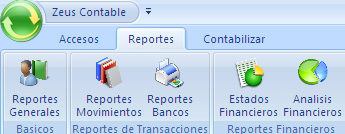 Zeus Contable
Accesos Reportes Contabilizar
Reportes Generales
Reportes Movimientos
Reportes Bancos
Estados Financieros
Analisis Financieros
Basicos
Reportes de Transacciones
Reportes Financieros